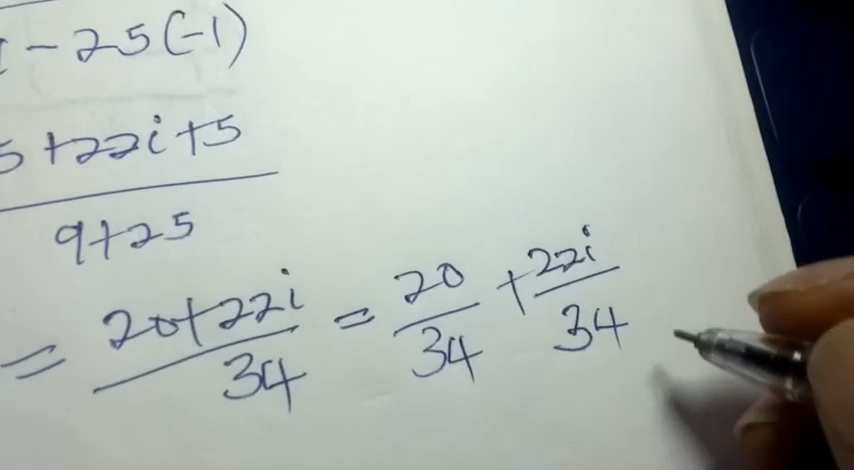 - 25(-1)
5 + 22i + 5
9 + 25
= 20 + 22i / 34 = 20 / 34 + 22i / 34